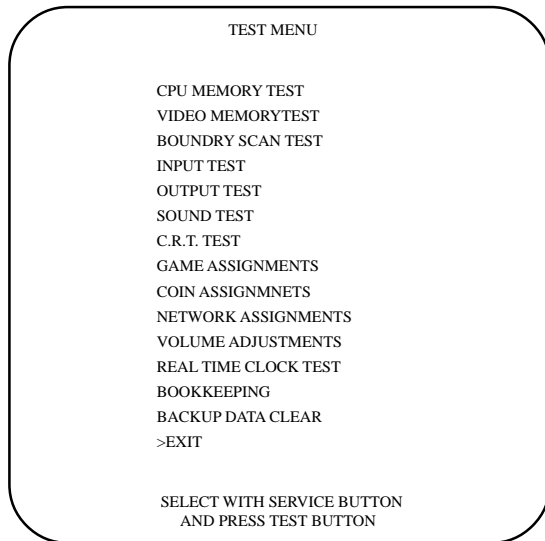 TEST MENU
CPU MEMORY TEST
VIDEO MEMORYTEST
BOUNDRY SCAN TEST
INPUT TEST
OUTPUT TEST
SOUND TEST
C.R.T. TEST
GAME ASSIGNMENTS
COIN ASSIGNMNETS
NETWORK ASSIGNMENTS
VOLUME ADJUSTMENTS
REAL TIME CLOCK TEST
BOOKKEEPING
BACKUP DATA CLEAR
>EXIT
SELECT WITH SERVICE BUTTON
AND PRESS TEST BUTTON